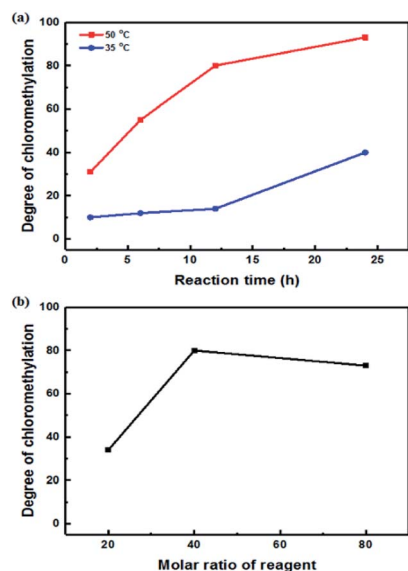 (a)
100
50 °C
35 °C
80
60
40
20
0
Degree of chloromethylation
0 5 10 15 20 25
Reaction time (h)
(b)
100
80
60
40
20
0
Degree of chloromethylation
20 40 60 80
Molar ratio of reagent